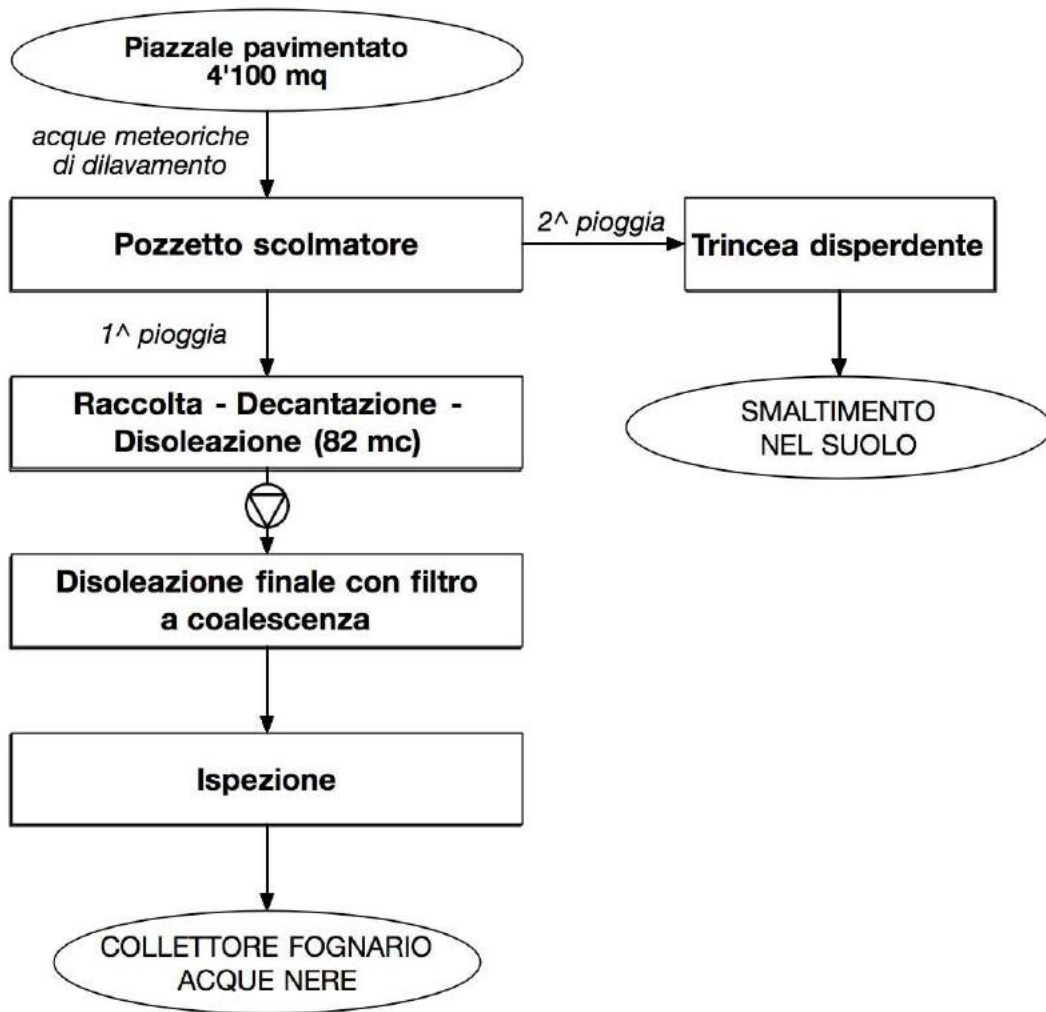 Piazzale pavimentato
4'100 mq
acque meteoriche
di dilavamento
Pozzetto scolmatore
2^ pioggia
Trincea disperdente
1^ pioggia
SMALTIMENTO
NEL SUOLO
Raccolta - Decantazione -
Disoleazione (82 mc)
Disoleazione finale con filtro
a coalescenza
Ispezione
COLLETTORE FOGNARIO
ACQUE NERE